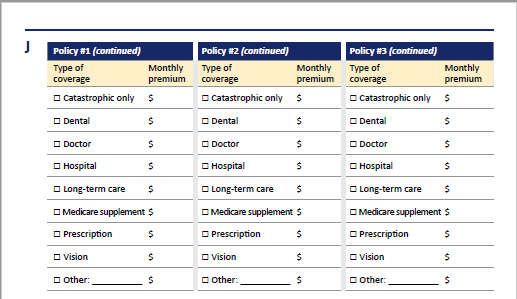 J
Policy #1 (continued) Policy #2 (continued) Policy #3 (continued)
Type of coverage Monthly premium Type of coverage Monthly premium Type of coverage Monthly premium
☐ Catastrophic only $ ☐ Catastrophic only $ ☐ Catastrophic only $
☐ Dental $ ☐ Dental $ ☐ Dental $
☐ Doctor $ ☐ Doctor $ ☐ Doctor $
☐ Hospital $ ☐ Hospital $ ☐ Hospital $
☐ Long-term care $ ☐ Long-term care $ ☐ Long-term care $
☐ Medicare supplement $ ☐ Medicare supplement $ ☐ Medicare supplement $
☐ Prescription $ ☐ Prescription $ ☐ Prescription $
☐ Vision $ ☐ Vision $ ☐ Vision $
☐ Other: __________ $ ☐ Other: __________ $ ☐ Other: __________ $